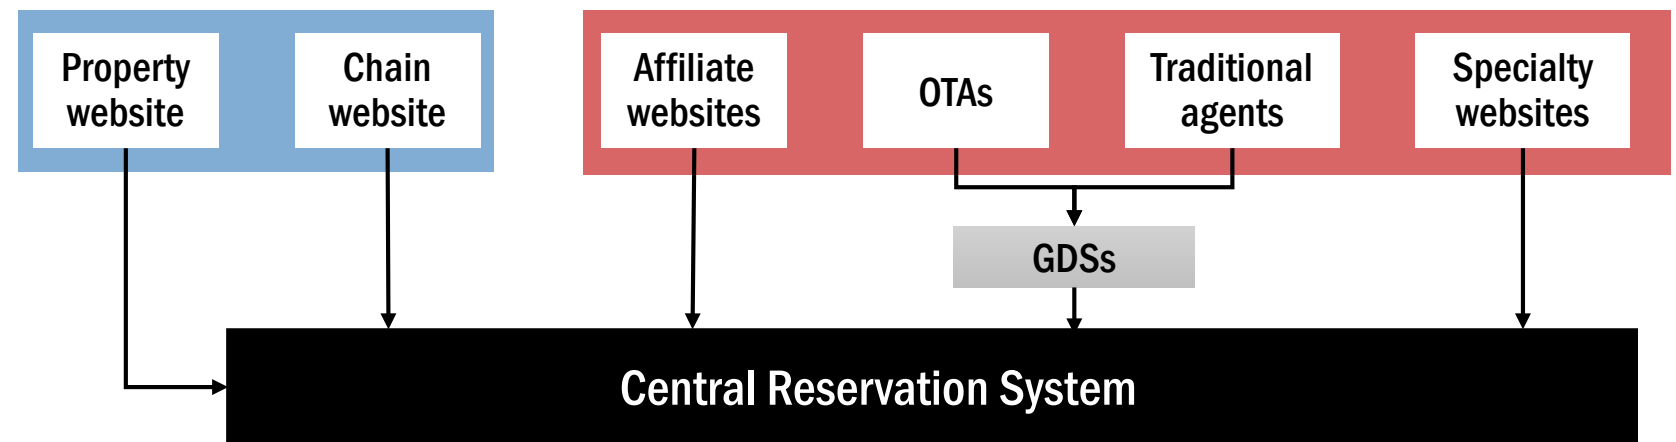 Property
website
Chain
website
Affiliate
websites
OTAs
Traditional
agents
Specialty
websites
GDSs
Central Reservation System